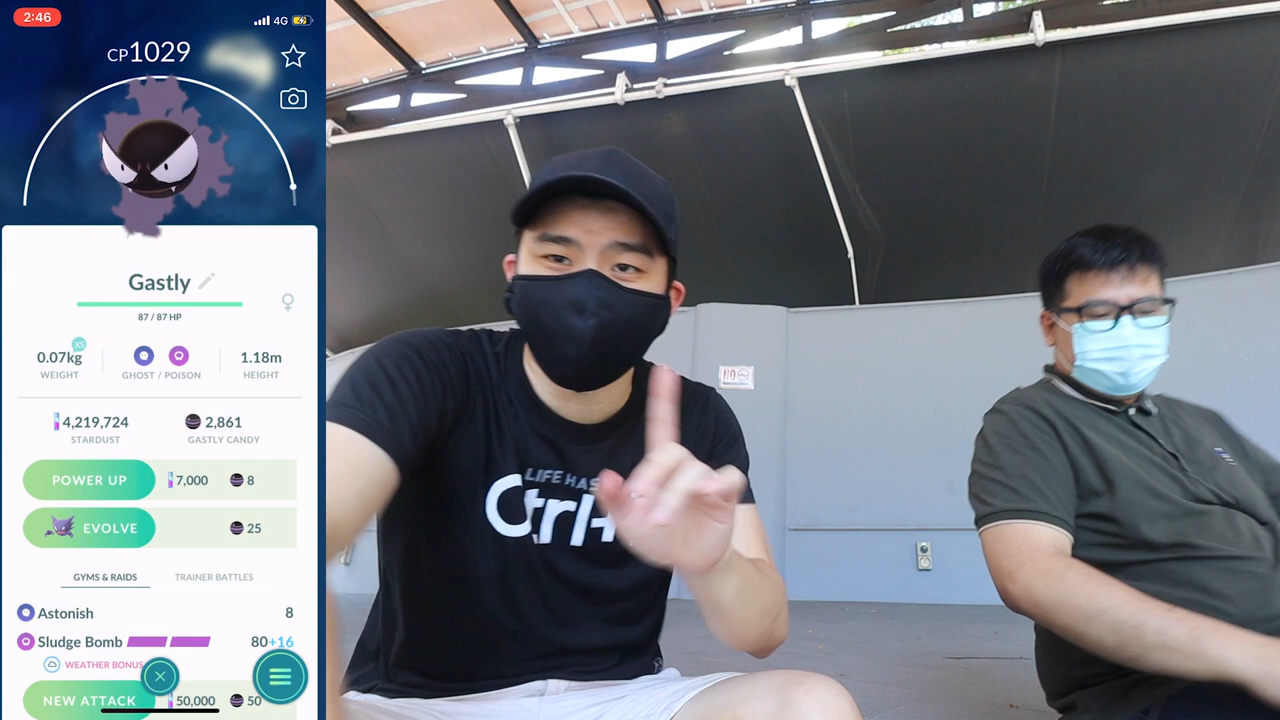 2:46
4G
CP1029
Gastly
87 / 87 HP
XS
0.07kg
WEIGHT
GHOST / POISON
1.18m
HEIGHT
4,219,724
STARDUST
2,861
GASTLY CANDY
POWER UP
7,000
8
EVOLVE
25
GYMS & RAIDS
TRAINER BATTLES
Astonish
8
Sludge Bomb
80+16
WEATHER BONUS
NEW ATTACK
50,000
50
LIFE HAS
Ctrl+
NO